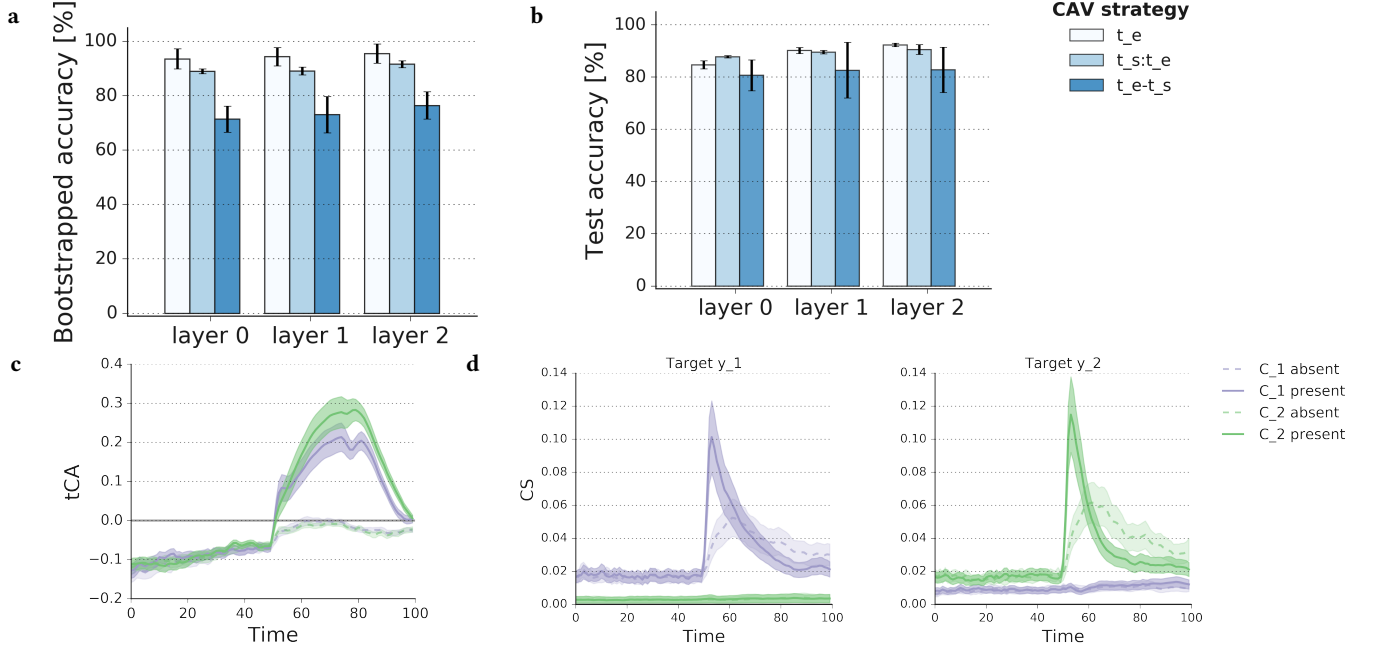 a
Bootstrapped accuracy [%]
100
80
60
40
20
0
layer 0
layer 1
layer 2
b
Test accuracy [%]
100
80
60
40
20
0
layer 0
layer 1
layer 2
CAV strategy
t_e
t_s:t_e
t_e-t_s
c
tCA
0.4
0.3
0.2
0.1
0.0
−0.1
−0.2
0
20
40
60
80
100
Time
d
Target y_1
CS
0.14
0.12
0.10
0.08
0.06
0.04
0.02
0.00
0
20
40
60
80
100
Time
Target y_2
0.14
0.12
0.10
0.08
0.06
0.04
0.02
0.00
0
20
40
60
80
100
Time
C_1 absent
C_1 present
C_2 absent
C_2 present